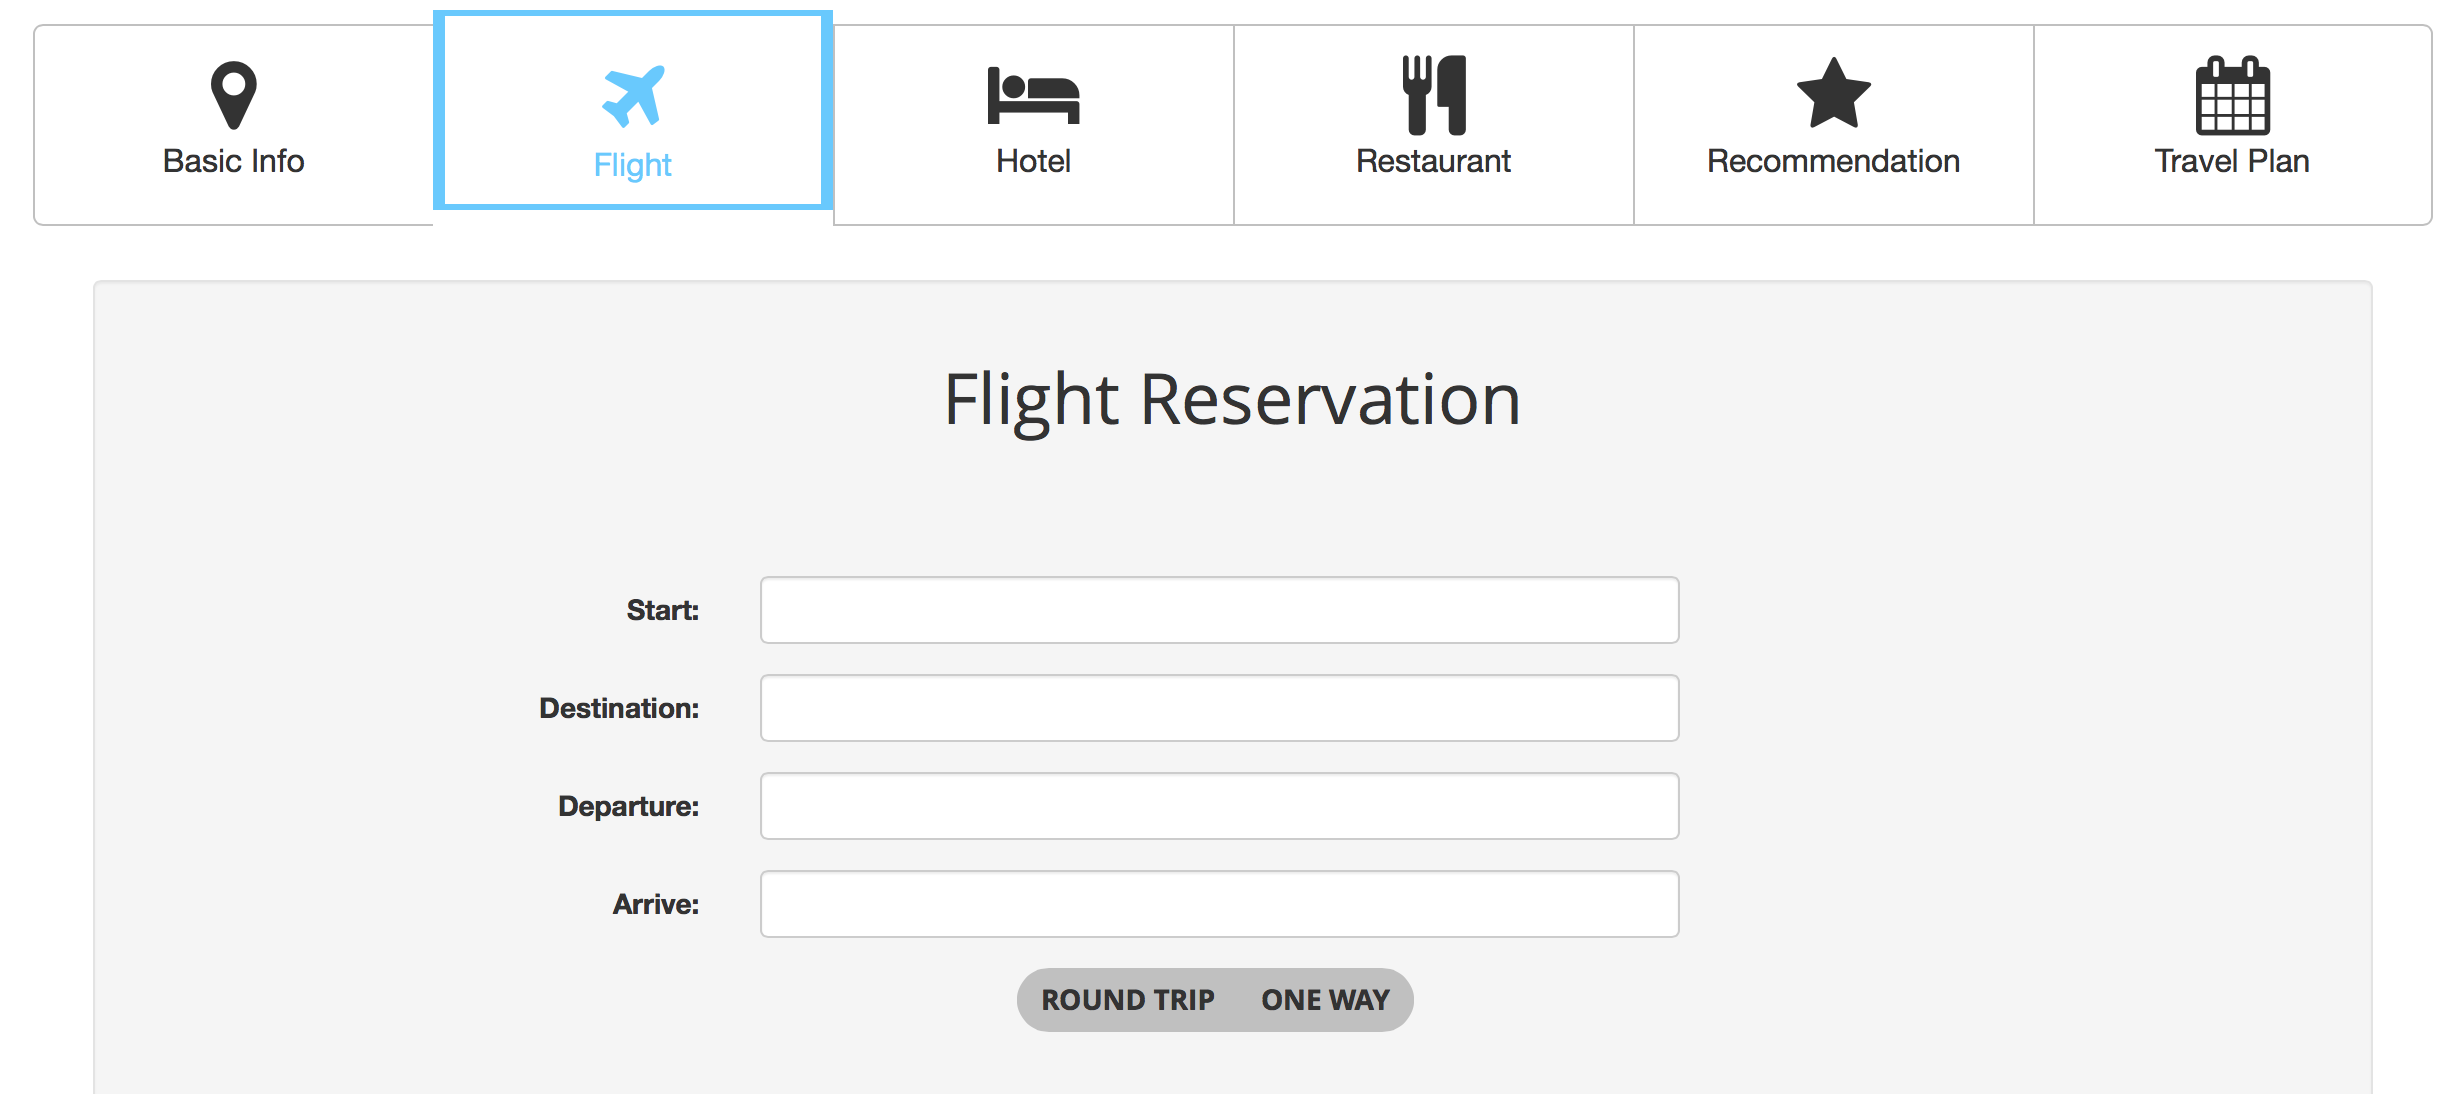 Basic Info
Flight
Hotel
Restaurant
Recommendation
Travel Plan
Flight Reservation
Start:
Destination:
Departure:
Arrive:
ROUND TRIP ONE WAY